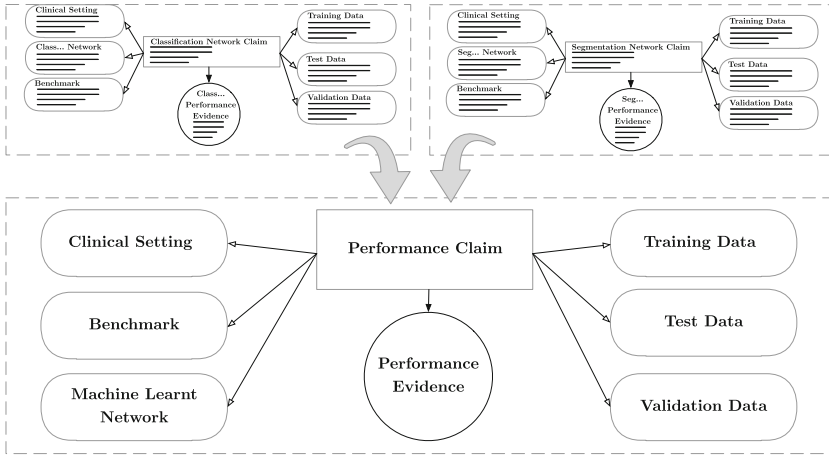 Clinical Setting
Class... Network
Benchmark
Classification Network Claim
Class...
Performance
Evidence
Training Data
Test Data
Validation Data
Clinical Setting
Seg... Network
Benchmark
Segmentation Network Claim
Seg...
Performance
Evidence
Training Data
Test Data
Validation Data
Clinical Setting
Benchmark
Machine Learnt
Network
Performance Claim
Performance
Evidence
Training Data
Test Data
Validation Data